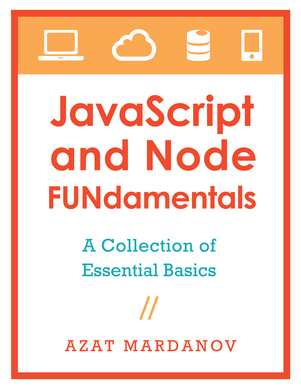 JavaScript
and Node
FUNdamentals
A Collection of
Essential Basics
//
AZAT MARDANOV